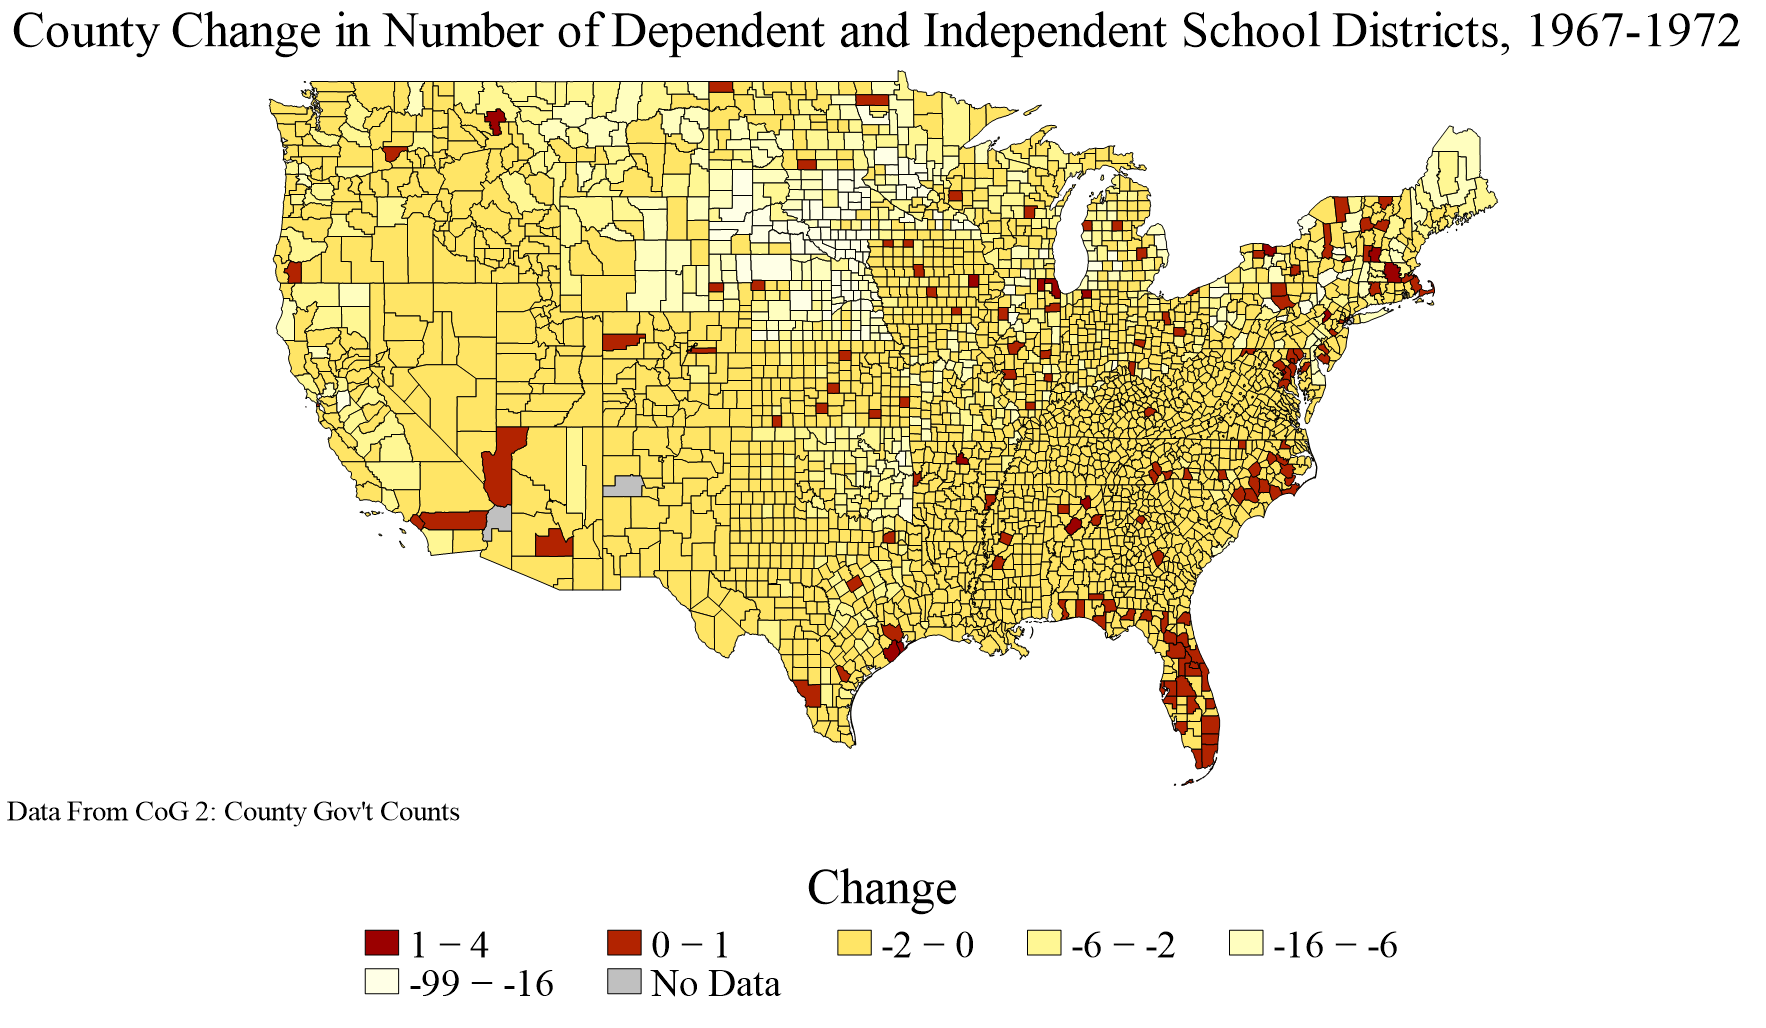 County Change in Number of Dependent and Independent School Districts, 1967-1972
Data From CoG 2: County Gov't Counts
Change
1 − 4
0 − 1
-2 − 0
-6 − -2
-16 − -6
-99 − -16
No Data